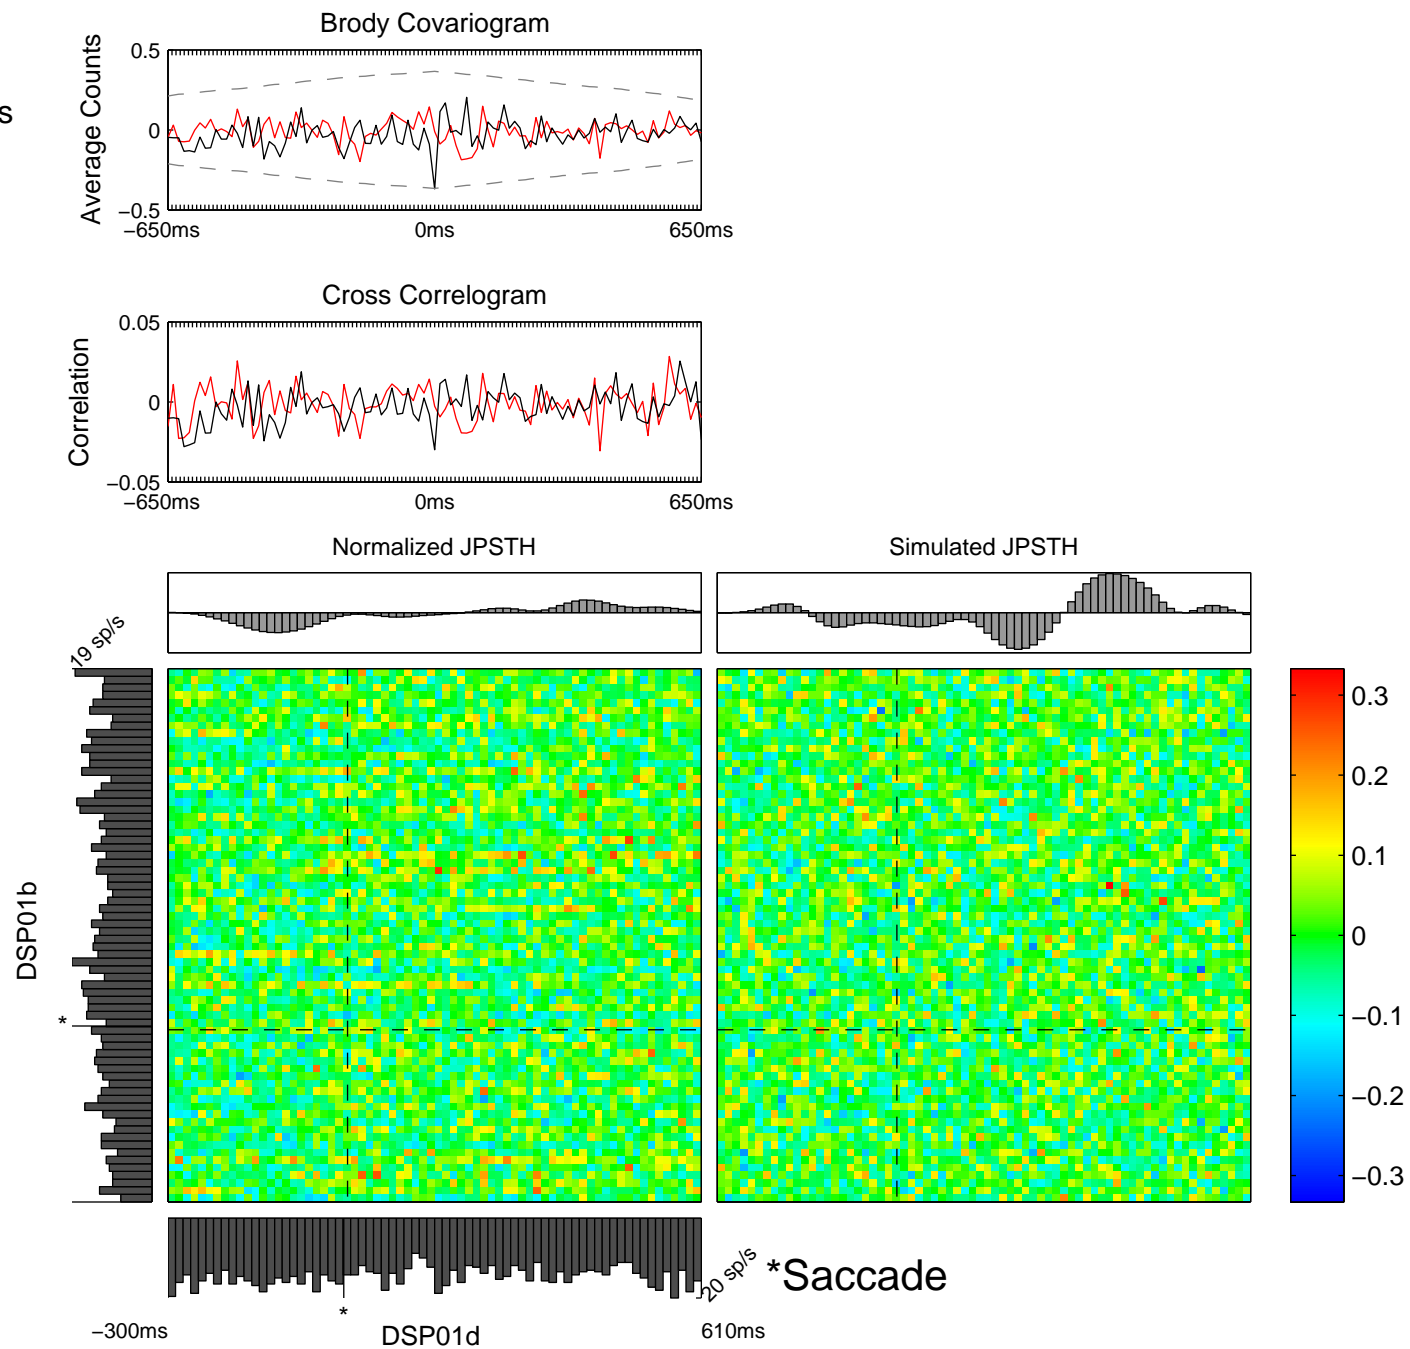 Brody Covariogram
s
Average Counts
0.5
0
−0.5
−650ms 0ms 650ms
Cross Correlogram
Correlation
0.05
0
−0.05
−650ms 0ms 650ms
Normalized JPSTH
Simulated JPSTH
19 sp/s
DSP01b
*
0.3
0.2
0.1
0
−0.1
−0.2
−0.3
20 sp/s
*Saccade
*
−300ms DSP01d 610ms